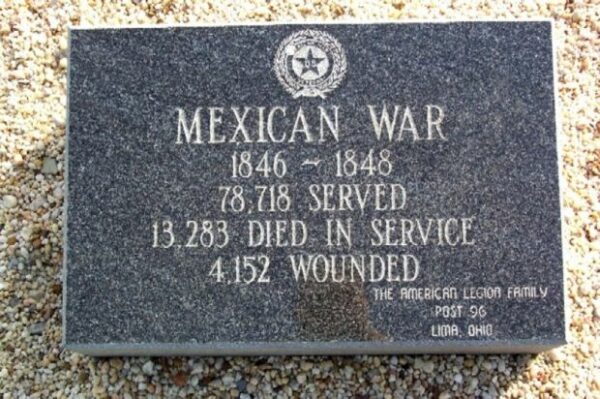 MEXICAN WAR
1846 ~ 1848
78,718 SERVED
13,283 DIED IN SERVICE
4,152 WOUNDED
THE AMERICAN LEGION FAMILY
POST 96
LIMA, OHIO